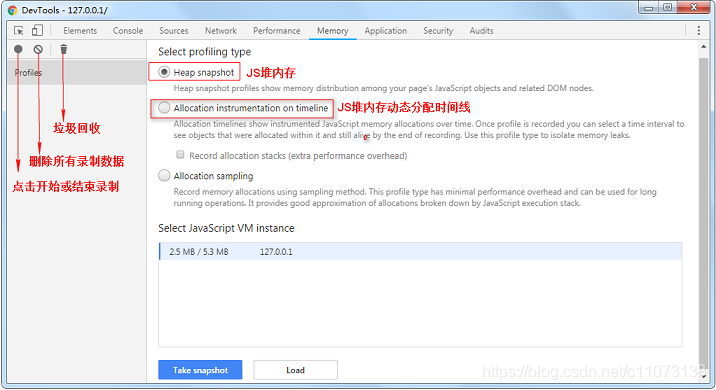 DevTools - 127.0.0.1/
Elements Console Sources Network Performance Memory Application Security Audits
Profiles
Select profiling type
Heap snapshot JS堆内存
Heap snapshot profiles show memory distribution among your page's JavaScript objects and related DOM nodes.
Allocation instrumentation on timeline JS堆内存动态分配时间线
Allocation timelines show instrumented JavaScript memory allocations over time. Once profile is recorded you can select a time interval to
see objects that were allocated within it and still alive by the end of recording. Use this profile type to isolate memory leaks.
Record allocation stacks (extra performance overhead)
Allocation sampling
Record memory allocations using sampling method. This profile type has minimal performance overhead and can be used for long
running operations. It provides good approximation of allocations broken down by JavaScript execution stack.
垃圾回收
删除所有录制数据
点击开始或结束录制
Select JavaScript VM instance
2.5 MB / 5.3 MB 127.0.0.1
Take snapshot Load